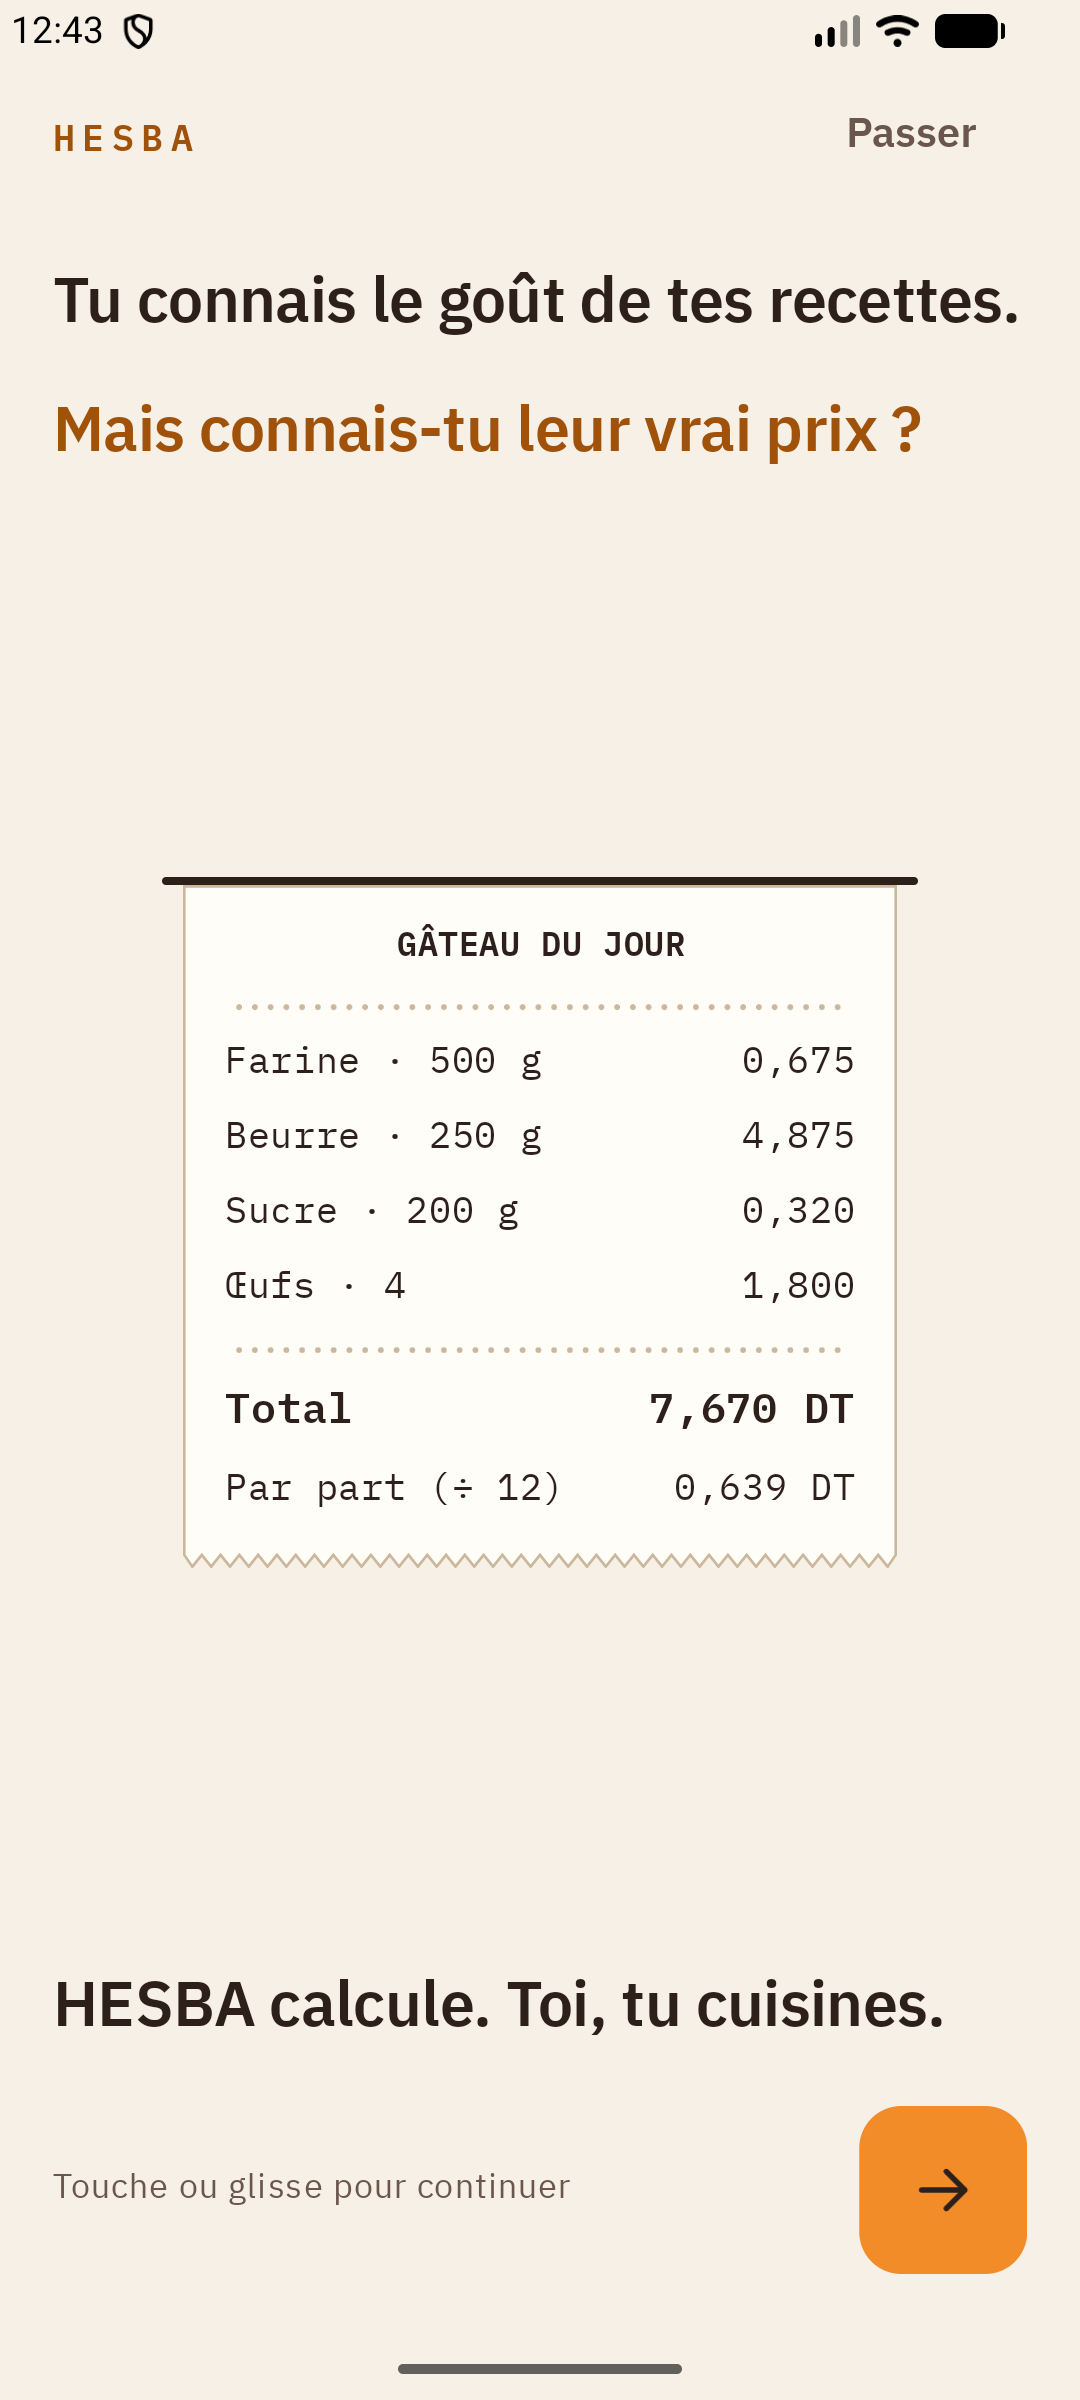 12:43
HESBA
Passer
Tu connais le goût de tes recettes.
Mais connais-tu leur vrai prix ?
GÂTEAU DU JOUR
Farine · 500 g 0,675
Beurre · 250 g 4,875
Sucre · 200 g 0,320
Œufs · 4 1,800
Total 7,670 DT
Par part (÷ 12) 0,639 DT
HESBA calcule. Toi, tu cuisines.
Touche ou glisse pour continuer